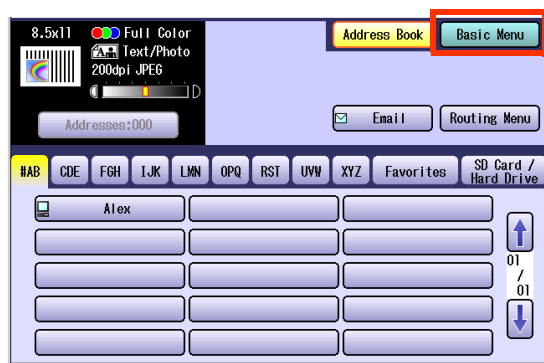 8.5x11 Full Color
A Text/Photo
200dpi JPEG
Addresses:000
Address Book
Basic Menu
Email
Routing Menu
#AB CDE FGH IJK LMN OPQ RST UVW XYZ Favorites SD Card /
Hard Drive
Alex
01
/
01